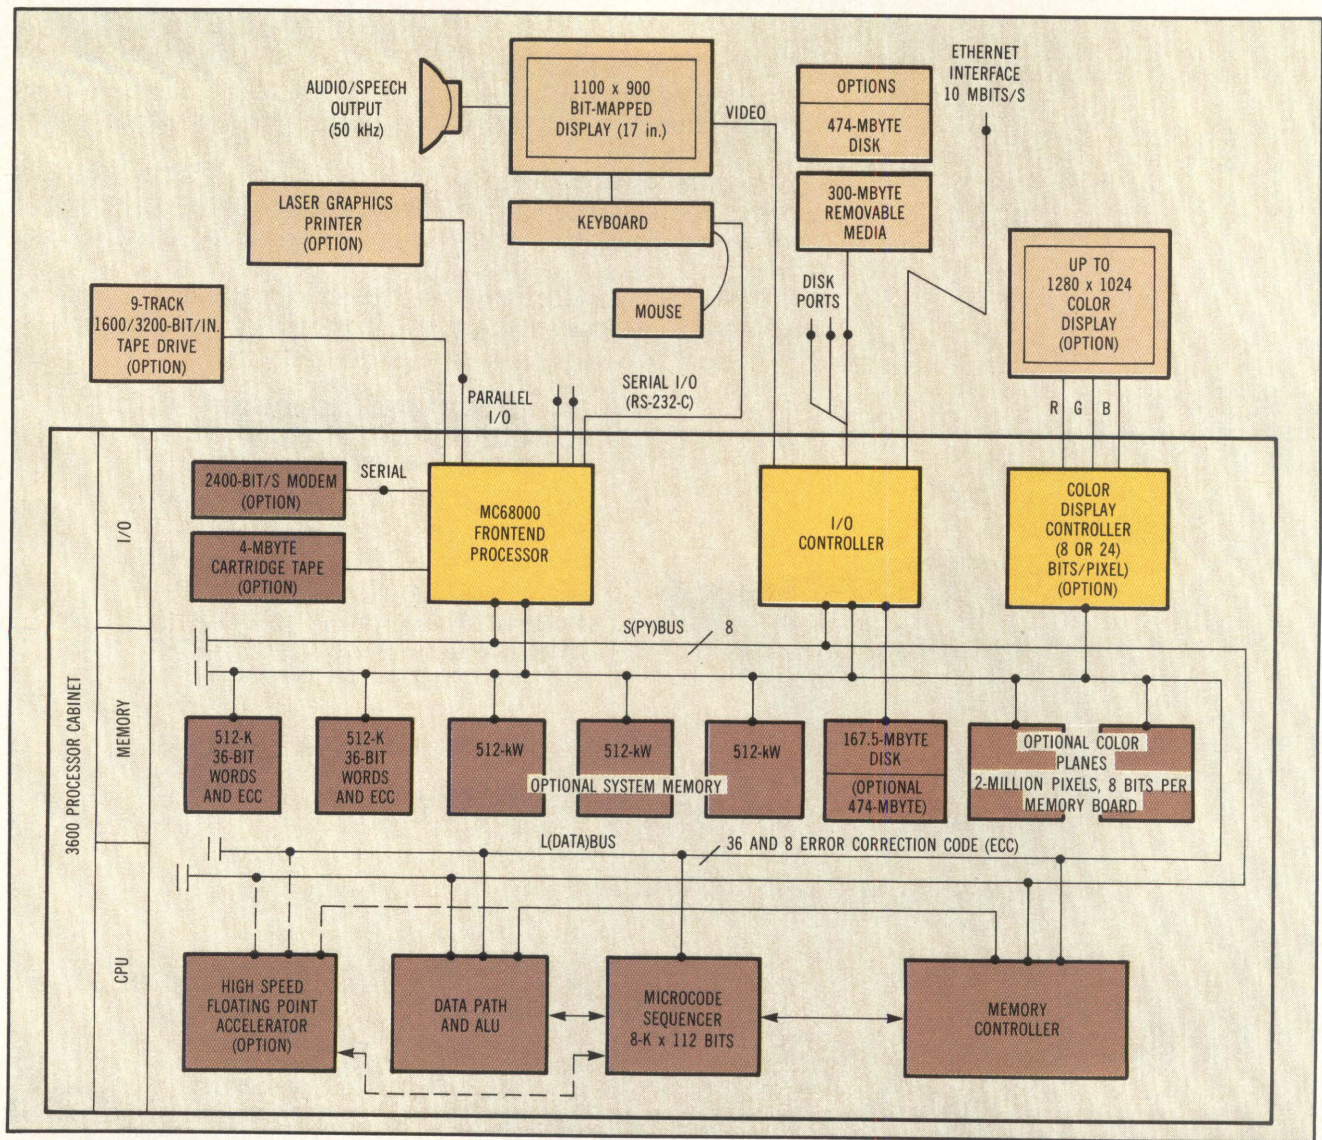 AUDIO/SPEECH
OUTPUT
(50 kHz)
1100 x 900
BIT-MAPPED
DISPLAY (17 in.)
VIDEO
OPTIONS
474-MBYTE
DISK
ETHERNET
INTERFACE
10 MBITS/S
LASER GRAPHICS
PRINTER
(OPTION)
KEYBOARD
300-MBYTE
REMOVABLE
MEDIA
9-TRACK
1600/3200-BIT/IN.
TAPE DRIVE
(OPTION)
MOUSE
DISK
PORTS
UP TO
1280 x 1024
COLOR
DISPLAY
(OPTION)
PARALLEL
I/O
SERIAL I/O
(RS-232-C)
R G B
3600 PROCESSOR CABINET
I/O
2400-BIT/S MODEM
(OPTION)
SERIAL
4-MBYTE
CARTRIDGE TAPE
(OPTION)
MC68000
FRONTEND
PROCESSOR
I/O
CONTROLLER
COLOR
DISPLAY
CONTROLLER
(8 OR 24)
BITS/PIXEL)
(OPTION)
S(PY)BUS 8
MEMORY
512-K
36-BIT
WORDS
AND ECC
512-K
36-BIT
WORDS
AND ECC
512-kW
512-kW
512-kW
OPTIONAL SYSTEM MEMORY
167.5-MBYTE
DISK
(OPTIONAL
474-MBYTE)
OPTIONAL COLOR
PLANES
2-MILLION PIXELS, 8 BITS PER
MEMORY BOARD
L(DATA)BUS
36 AND 8 ERROR CORRECTION CODE (ECC)
CPU
HIGH SPEED
FLOATING POINT
ACCELERATOR
(OPTION)
DATA PATH
AND ALU
MICROCODE
SEQUENCER
8-K x 112 BITS
MEMORY
CONTROLLER